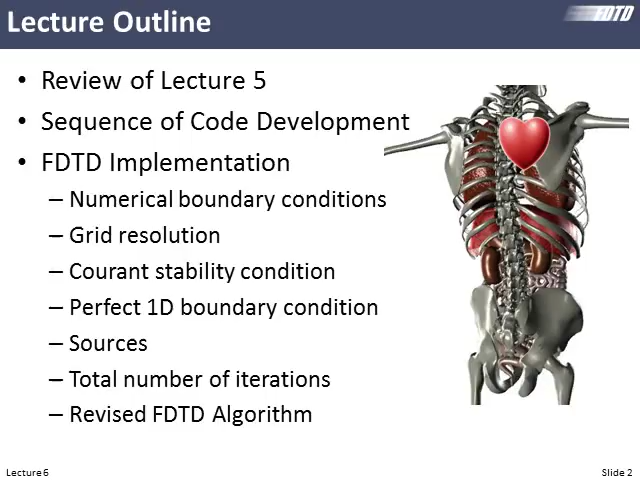 Lecture Outline
FDTD
• Review of Lecture 5
• Sequence of Code Development
• FDTD Implementation
– Numerical boundary conditions
– Grid resolution
– Courant stability condition
– Perfect 1D boundary condition
– Sources
– Total number of iterations
– Revised FDTD Algorithm
Lecture 6
Slide 2